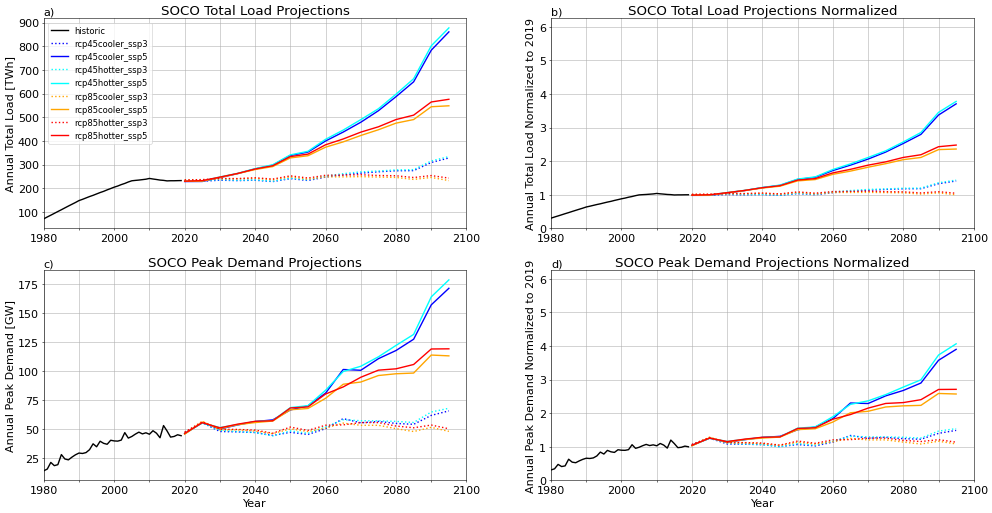 a)
SOCO Total Load Projections
Annual Total Load [TWh]
900
800
700
600
500
400
300
200
100
historic
rcp45cooler_ssp3
rcp45cooler_ssp5
rcp45hotter_ssp3
rcp45hotter_ssp5
rcp85cooler_ssp3
rcp85cooler_ssp5
rcp85hotter_ssp3
rcp85hotter_ssp5
1980 2000 2020 2040 2060 2080 2100
b)
SOCO Total Load Projections Normalized
Annual Total Load Normalized to 2019
6
5
4
3
2
1
0
1980 2000 2020 2040 2060 2080 2100
c)
SOCO Peak Demand Projections
Annual Peak Demand [GW]
175
150
125
100
75
50
25
1980 2000 2020 2040 2060 2080 2100
Year
d)
SOCO Peak Demand Projections Normalized
Annual Peak Demand Normalized to 2019
6
5
4
3
2
1
0
1980 2000 2020 2040 2060 2080 2100
Year